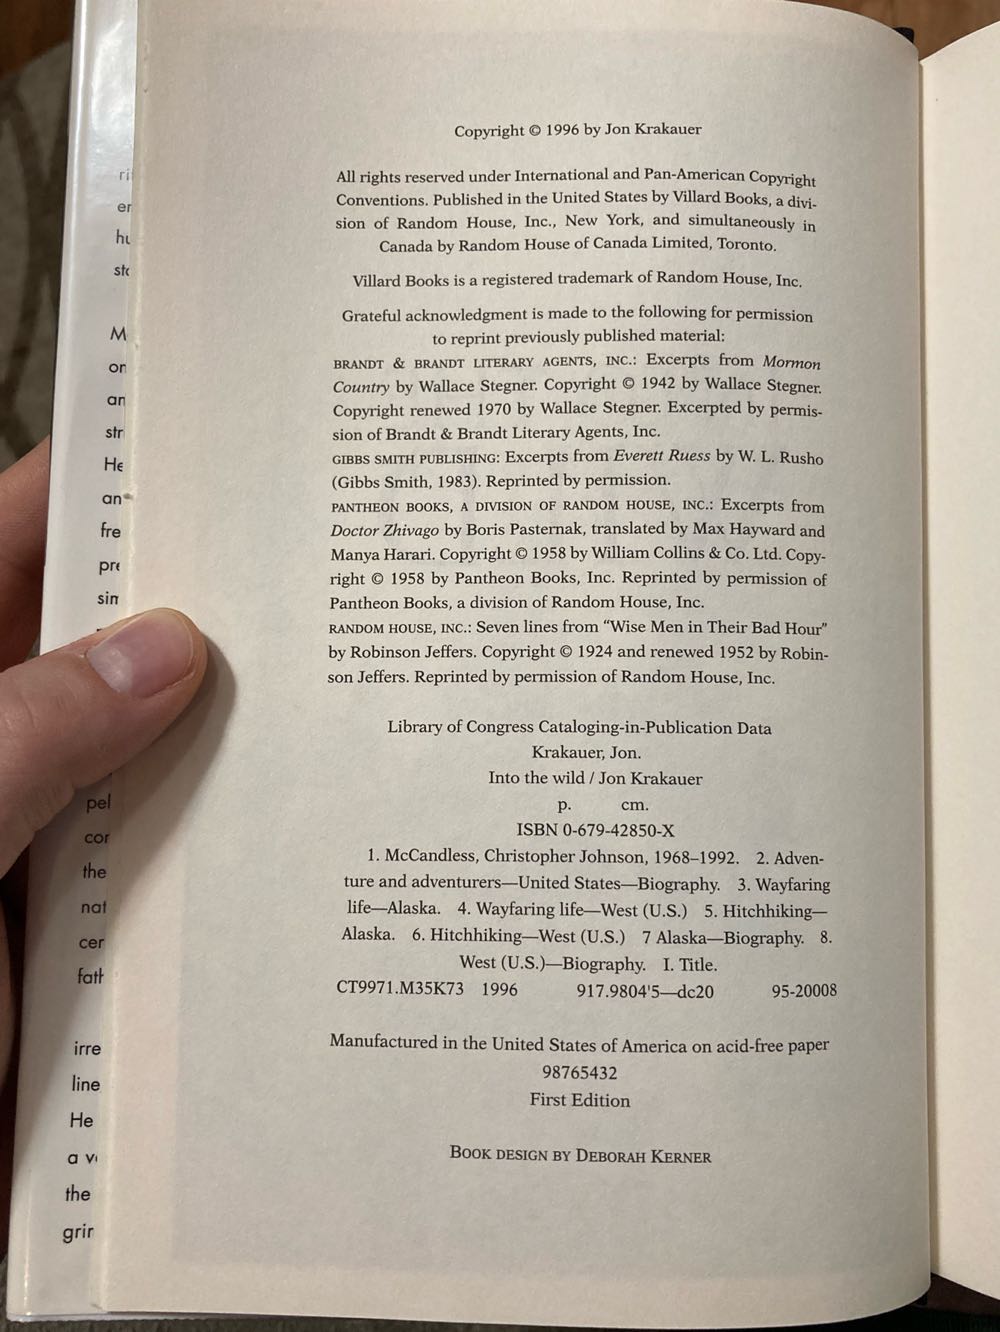 Copyright © 1996 by Jon Krakauer
All rights reserved under International and Pan-American Copyright
Conventions. Published in the United States by Villard Books, a divi-
sion of Random House, Inc., New York, and simultaneously in
Canada by Random House of Canada Limited, Toronto.
Villard Books is a registered trademark of Random House, Inc.
Grateful acknowledgment is made to the following for permission
to reprint previously published material:
BRANDT & BRANDT LITERARY AGENTS, INC.: Excerpts from Mormon
Country by Wallace Stegner. Copyright © 1942 by Wallace Stegner.
Copyright renewed 1970 by Wallace Stegner. Excerpted by permis-
sion of Brandt & Brandt Literary Agents, Inc.
GIBBS SMITH PUBLISHING: Excerpts from Everett Ruess by W. L. Rusho
(Gibbs Smith, 1983). Reprinted by permission.
PANTHEON BOOKS, A DIVISION OF RANDOM HOUSE, INC.: Excerpts from
Doctor Zhivago by Boris Pasternak, translated by Max Hayward and
Manya Harari. Copyright © 1958 by William Collins & Co. Ltd. Copy-
right © 1958 by Pantheon Books, Inc. Reprinted by permission of
Pantheon Books, a division of Random House, Inc.
RANDOM HOUSE, INC.: Seven lines from “Wise Men in Their Bad Hour”
by Robinson Jeffers. Copyright © 1924 and renewed 1952 by Robin-
son Jeffers. Reprinted by permission of Random House, Inc.
Library of Congress Cataloging-in-Publication Data
Krakauer, Jon.
Into the wild / Jon Krakauer
p. cm.
ISBN 0-679-42850-X
1. McCandless, Christopher Johnson, 1968–1992. 2. Adven-
ture and adventurers—United States—Biography. 3. Wayfaring
life—Alaska. 4. Wayfaring life—West (U.S.) 5. Hitchhiking—
Alaska. 6. Hitchhiking—West (U.S.) 7 Alaska—Biography. 8.
West (U.S.)—Biography. I. Title.
CT9971.M35K73 1996 917.9804'5—dc20 95-20008
Manufactured in the United States of America on acid-free paper
98765432
First Edition
BOOK DESIGN BY DEBORAH KERNER
the
irre
line
He
the